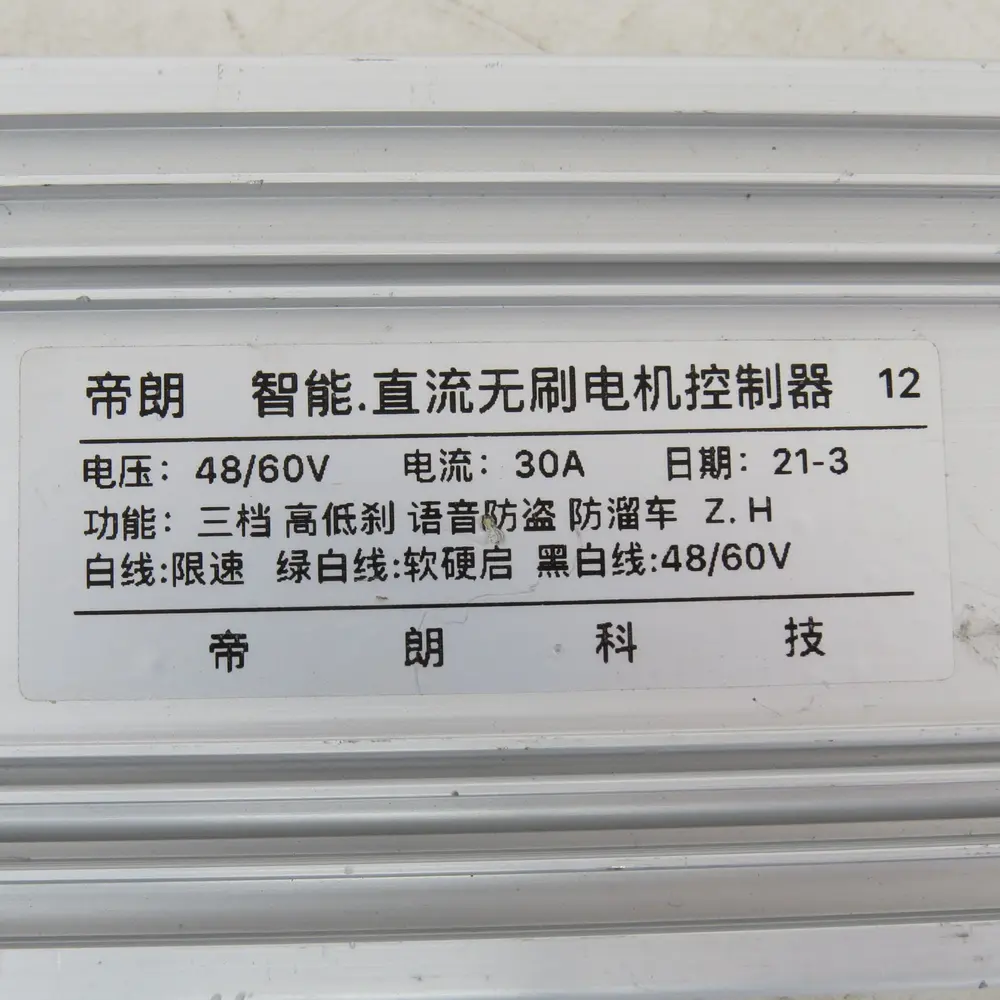 帝朗 智能.直流无刷电机控制器 12
电压：48/60V 电流：30A 日期：21-3
功能：三档 高低刹 语音防盗 防溜车 Z.H
白线:限速 绿白线:软硬启 黑白线:48/60V
帝朗科技